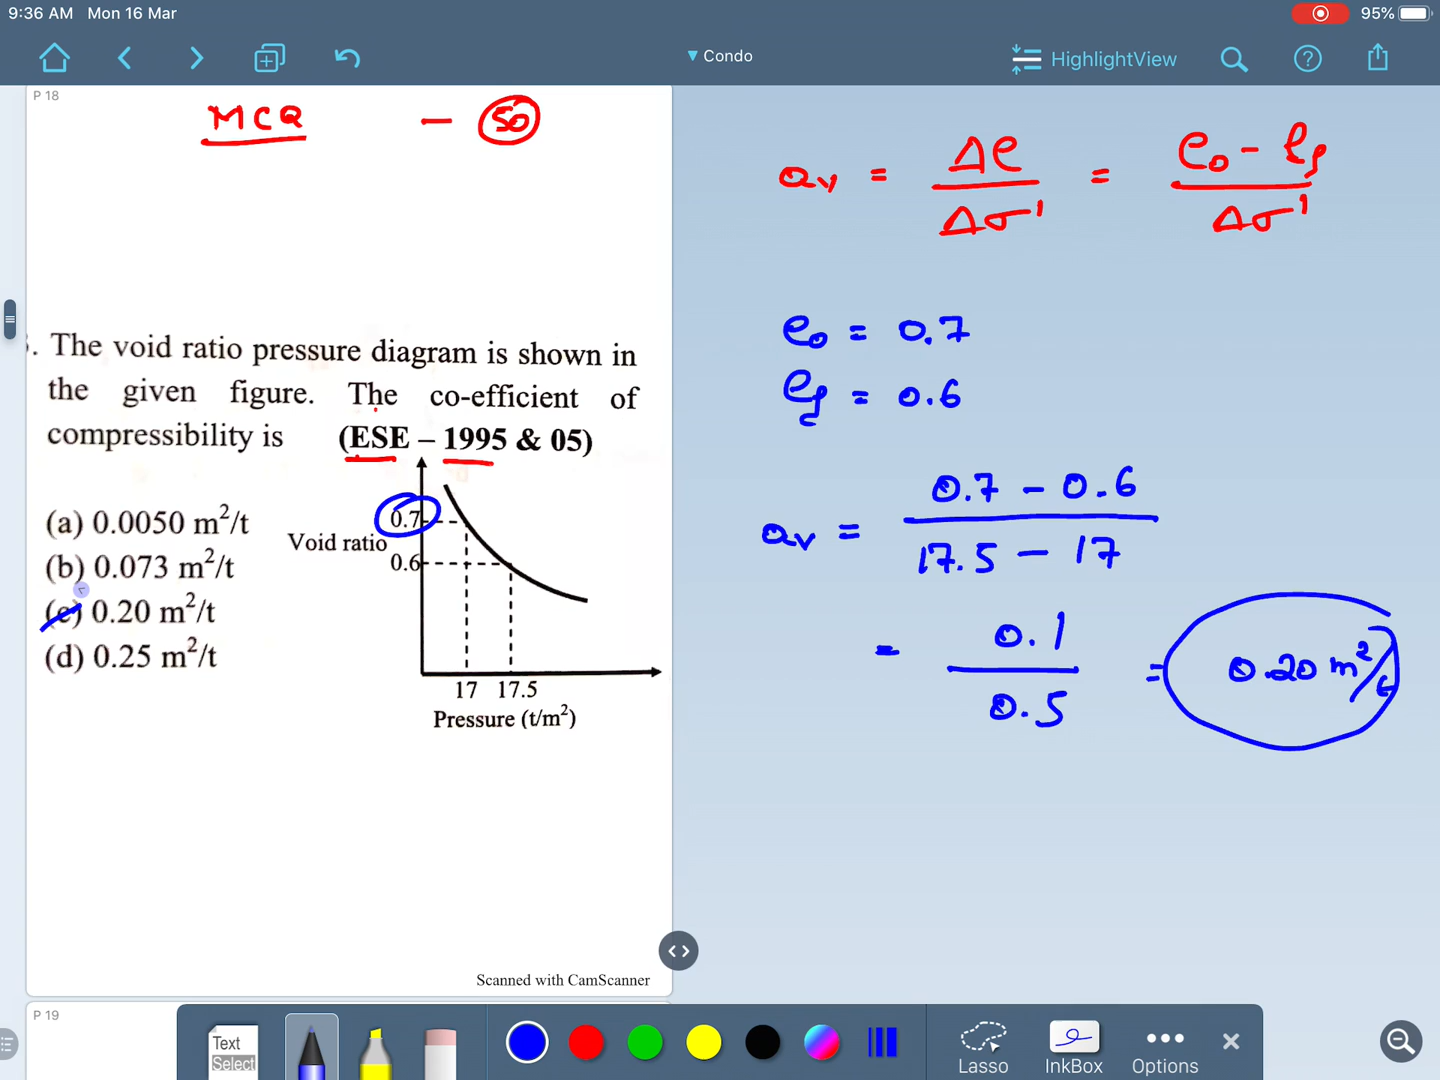 9:36 AM Mon 16 Mar
95%
Condo
HighlightView
P 18
MCQ - 50
. The void ratio pressure diagram is shown in
the given figure. The co-efficient of
compressibility is (ESE – 1995 & 05)
(a) 0.0050 m²/t
(b) 0.073 m²/t
(c) 0.20 m²/t
(d) 0.25 m²/t
0.7
Void ratio
0.6
17 17.5
Pressure (t/m²)
Scanned with CamScanner
P 19
a_v = Δe / Δσ' = e₀ - e_f / Δσ'
e₀ = 0.7
e_f = 0.6
a_v = 0.7 - 0.6 / 17.5 - 17
= 0.1 / 0.5 = 0.20 m²/t
Text
Select
Lasso
InkBox
Options